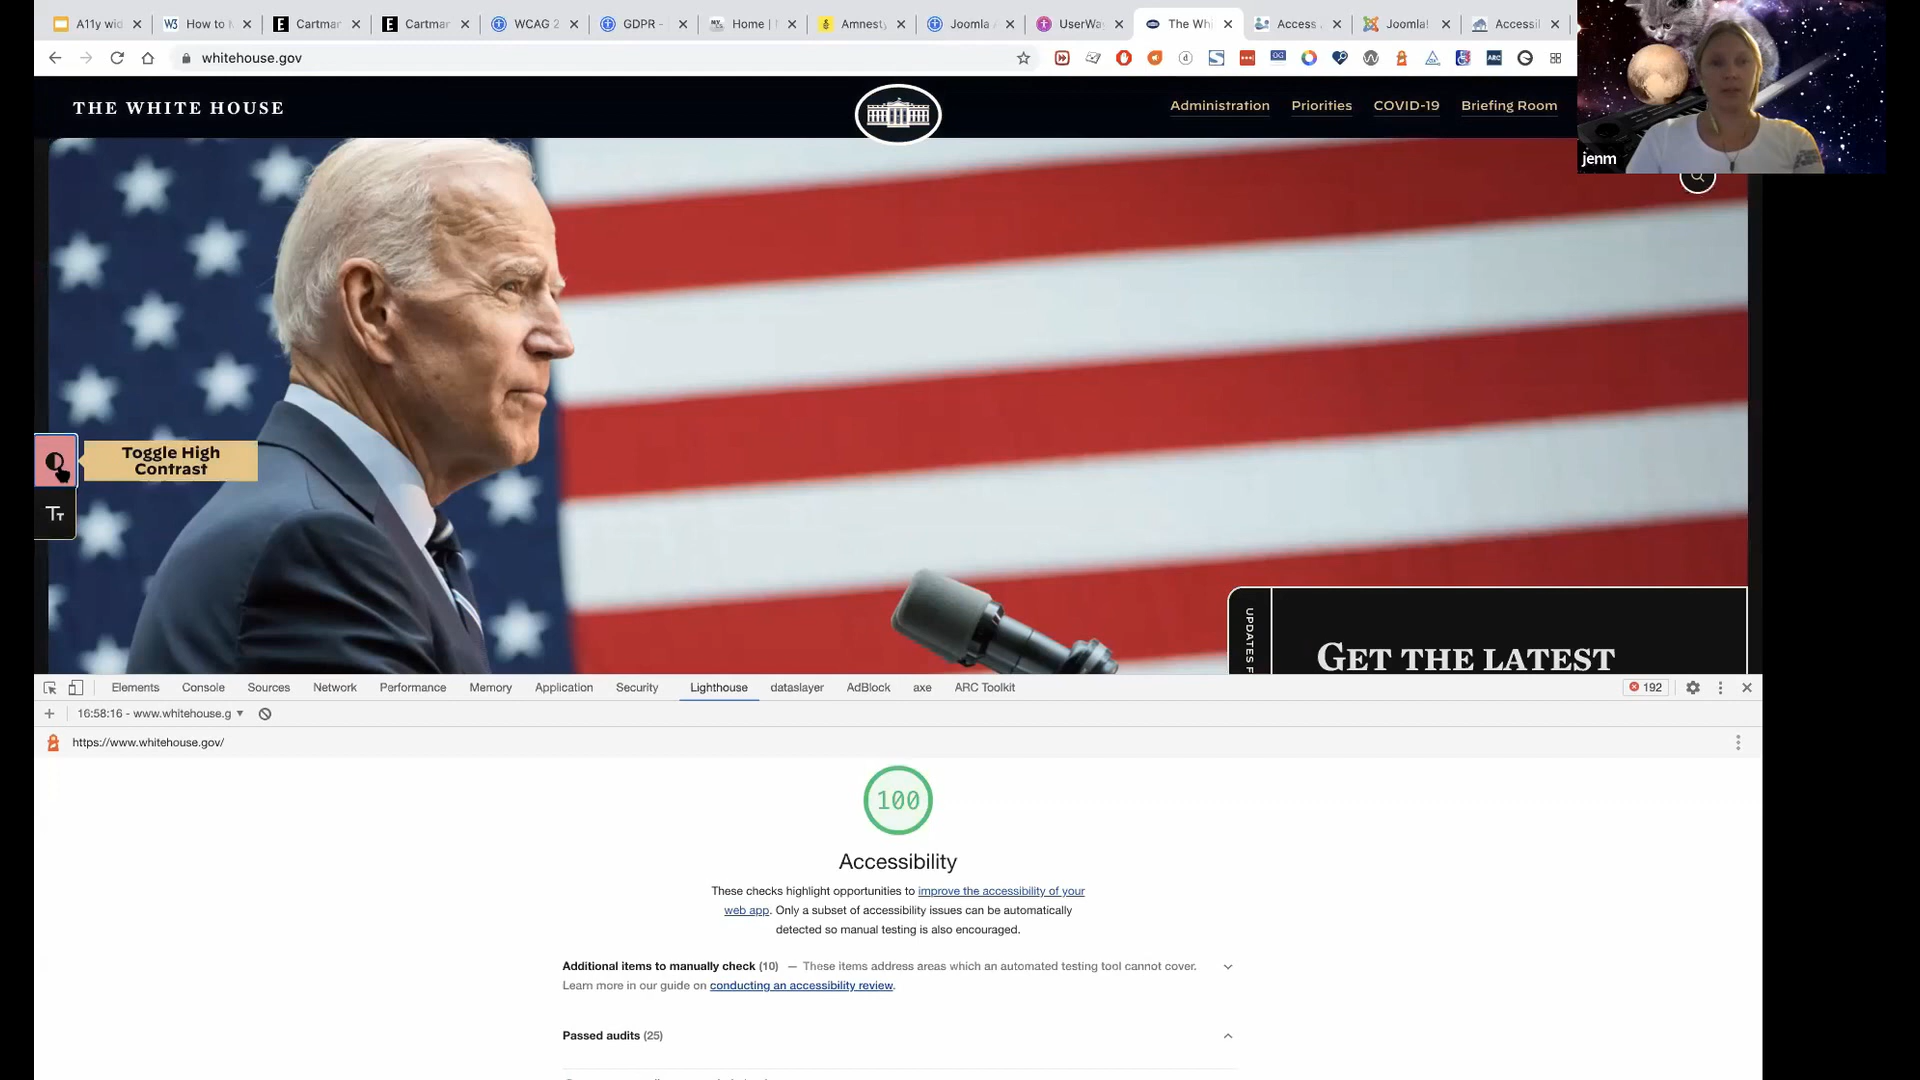 A11y wid
How to M
Cartmar
Cartmar
WCAG 2
GDPR -
Home |
Amnest
Joomla
UserWa
The Whi
Access
Joomla!
Accessil
whitehouse.gov
THE WHITE HOUSE
Administration
Priorities
COVID-19
Briefing Room
jenm
Toggle High
Contrast
TT
UPDATES F
GET THE LATEST
Elements
Console
Sources
Network
Performance
Memory
Application
Security
Lighthouse
dataslayer
AdBlock
axe
ARC Toolkit
192
16:58:16 - www.whitehouse.g
https://www.whitehouse.gov/
100
Accessibility
These checks highlight opportunities to improve the accessibility of your
web app. Only a subset of accessibility issues can be automatically
detected so manual testing is also encouraged.
Additional items to manually check (10) — These items address areas which an automated testing tool cannot cover.
Learn more in our guide on conducting an accessibility review.
Passed audits (25)